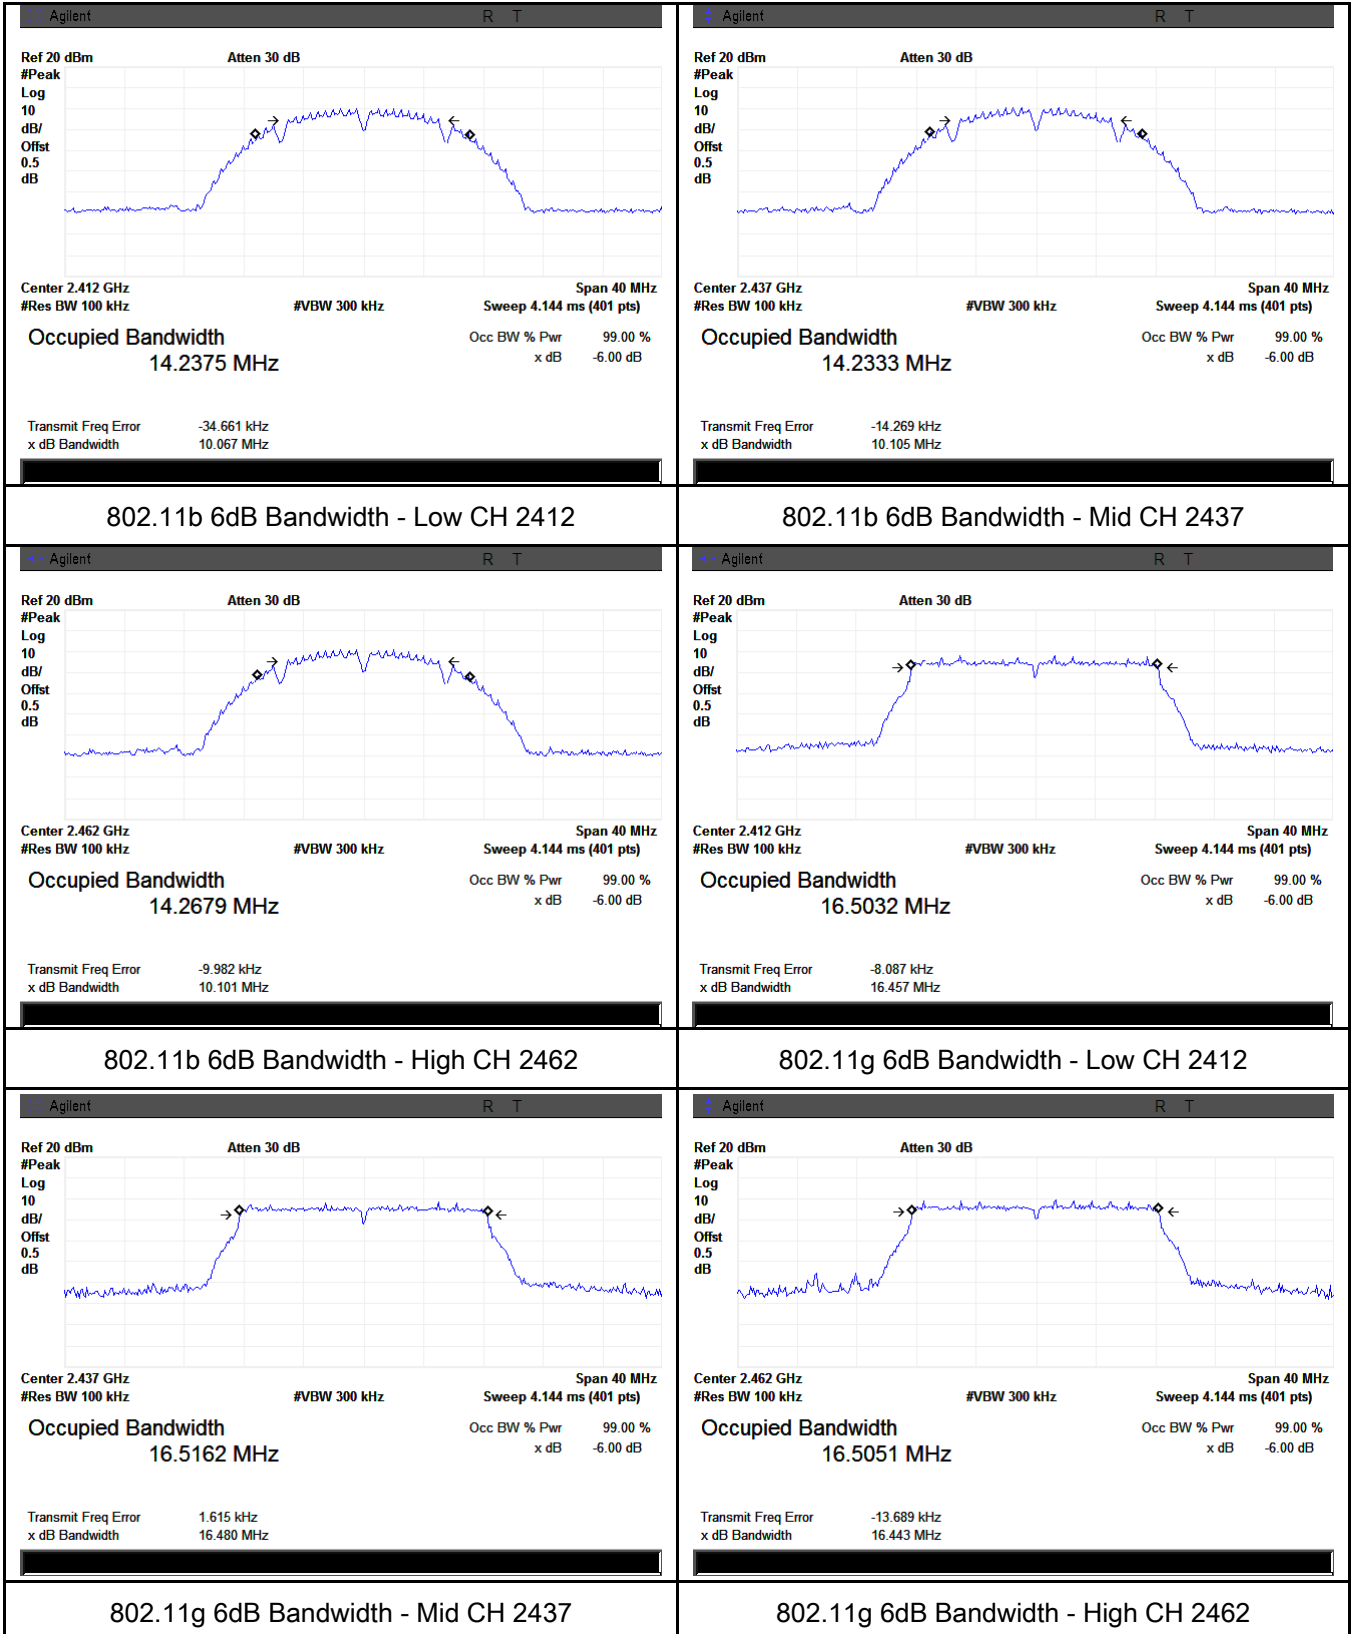 Agilent R T
Ref 20 dBm Atten 30 dB
#Peak
Log
10
dB/
Offst
0.5
dB
Center 2.412 GHz Span 40 MHz
#Res BW 100 kHz #VBW 300 kHz Sweep 4.144 ms (401 pts)
Occupied Bandwidth Occ BW % Pwr 99.00 %
14.2375 MHz x dB -6.00 dB
Transmit Freq Error -34.661 kHz
x dB Bandwidth 10.067 MHz
802.11b 6dB Bandwidth - Low CH 2412
Agilent R T
Ref 20 dBm Atten 30 dB
#Peak
Log
10
dB/
Offst
0.5
dB
Center 2.437 GHz Span 40 MHz
#Res BW 100 kHz #VBW 300 kHz Sweep 4.144 ms (401 pts)
Occupied Bandwidth Occ BW % Pwr 99.00 %
14.2333 MHz x dB -6.00 dB
Transmit Freq Error -14.269 kHz
x dB Bandwidth 10.105 MHz
802.11b 6dB Bandwidth - Mid CH 2437
Agilent R T
Ref 20 dBm Atten 30 dB
#Peak
Log
10
dB/
Offst
0.5
dB
Center 2.462 GHz Span 40 MHz
#Res BW 100 kHz #VBW 300 kHz Sweep 4.144 ms (401 pts)
Occupied Bandwidth Occ BW % Pwr 99.00 %
14.2679 MHz x dB -6.00 dB
Transmit Freq Error -9.982 kHz
x dB Bandwidth 10.101 MHz
802.11b 6dB Bandwidth - High CH 2462
Agilent R T
Ref 20 dBm Atten 30 dB
#Peak
Log
10
dB/
Offst
0.5
dB
Center 2.412 GHz Span 40 MHz
#Res BW 100 kHz #VBW 300 kHz Sweep 4.144 ms (401 pts)
Occupied Bandwidth Occ BW % Pwr 99.00 %
16.5032 MHz x dB -6.00 dB
Transmit Freq Error -8.087 kHz
x dB Bandwidth 16.457 MHz
802.11g 6dB Bandwidth - Low CH 2412
Agilent R T
Ref 20 dBm Atten 30 dB
#Peak
Log
10
dB/
Offst
0.5
dB
Center 2.437 GHz Span 40 MHz
#Res BW 100 kHz #VBW 300 kHz Sweep 4.144 ms (401 pts)
Occupied Bandwidth Occ BW % Pwr 99.00 %
16.5162 MHz x dB -6.00 dB
Transmit Freq Error 1.615 kHz
x dB Bandwidth 16.480 MHz
802.11g 6dB Bandwidth - Mid CH 2437
Agilent R T
Ref 20 dBm Atten 30 dB
#Peak
Log
10
dB/
Offst
0.5
dB
Center 2.462 GHz Span 40 MHz
#Res BW 100 kHz #VBW 300 kHz Sweep 4.144 ms (401 pts)
Occupied Bandwidth Occ BW % Pwr 99.00 %
16.5051 MHz x dB -6.00 dB
Transmit Freq Error -13.689 kHz
x dB Bandwidth 16.443 MHz
802.11g 6dB Bandwidth - High CH 2462